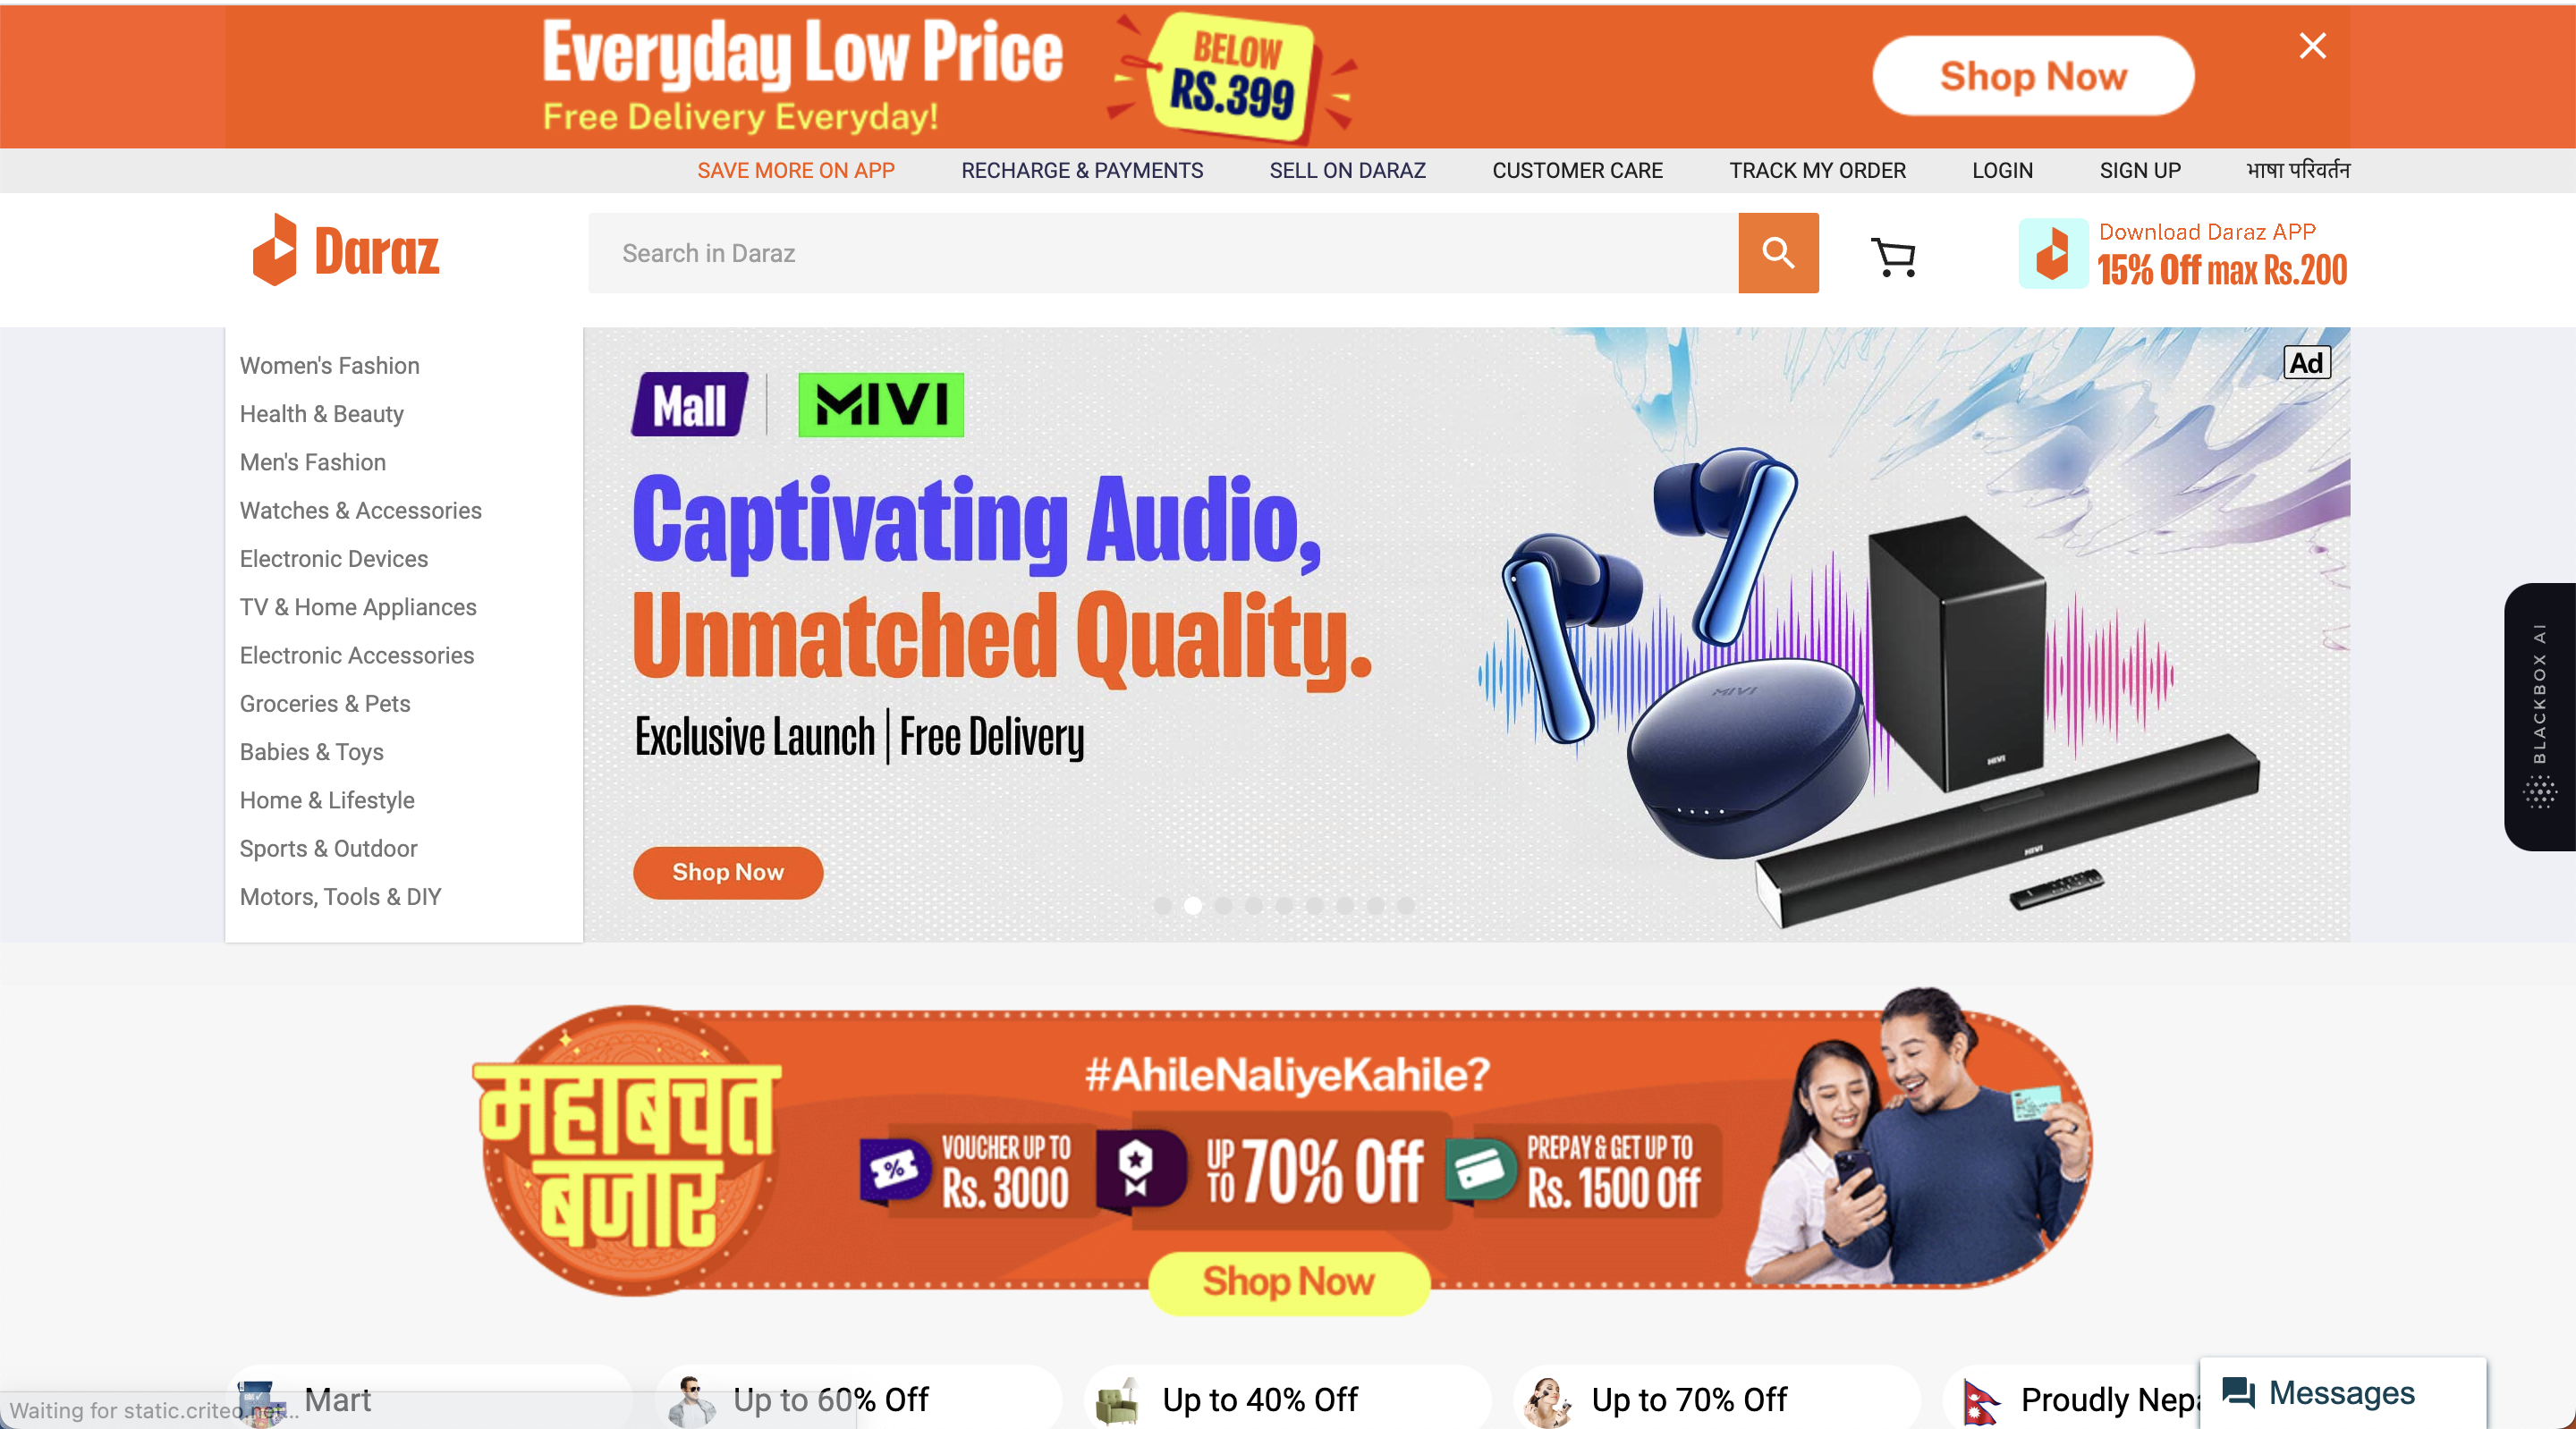 Everyday Low Price
Free Delivery Everyday!
BELOW
RS.399
Shop Now
SAVE MORE ON APP
RECHARGE & PAYMENTS
SELL ON DARAZ
CUSTOMER CARE
TRACK MY ORDER
LOGIN
SIGN UP
भाषा परिवर्तन
Daraz
Search in Daraz
Download Daraz APP
15% Off max Rs.200
Women's Fashion
Health & Beauty
Men's Fashion
Watches & Accessories
Electronic Devices
TV & Home Appliances
Electronic Accessories
Groceries & Pets
Babies & Toys
Home & Lifestyle
Sports & Outdoor
Motors, Tools & DIY
Mall
MIVI
Ad
Captivating Audio,
Unmatched Quality.
Exclusive Launch | Free Delivery
Shop Now
MIVI
MIVI
MIVI
BLACKBOX AI
महाबचत
बजार
#AhileNaliyeKahile?
VOUCHER UP TO
Rs. 3000
UP TO 70% Off
PREPAY & GET UP TO
Rs. 1500 Off
Shop Now
Mart
Up to 60% Off
Up to 40% Off
Up to 70% Off
Proudly Nepa
Messages
Waiting for static.criteo.net...